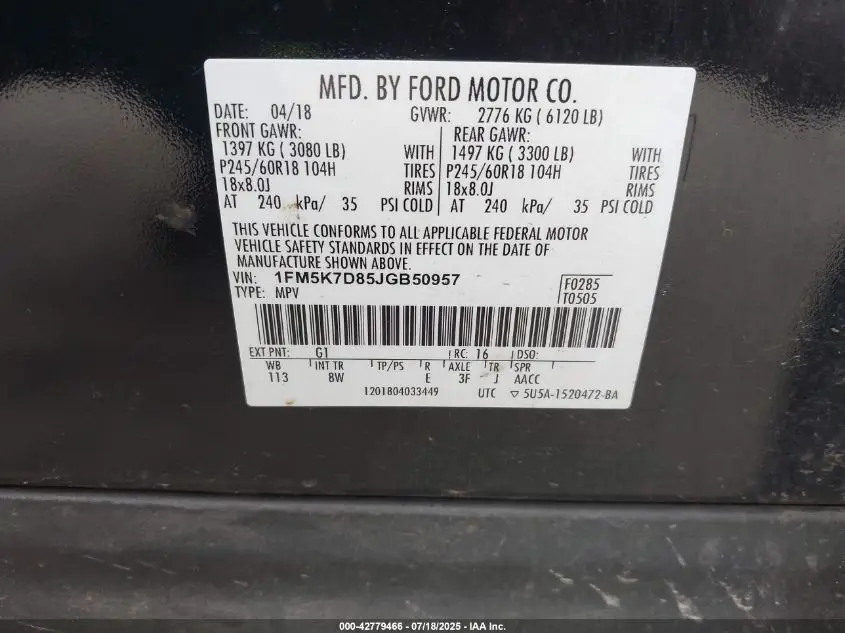 MFD. BY FORD MOTOR CO.
DATE: 04/18 GVWR: 2776 KG ( 6120 LB)
FRONT GAWR: REAR GAWR:
1397 KG ( 3080 LB) WITH 1497 KG ( 3300 LB) WITH
P245/60R18 104H TIRES P245/60R18 104H TIRES
18x8.0J RIMS 18x8.0J RIMS
AT 240 kPa/ 35 PSI COLD AT 240 kPa/ 35 PSI COLD
THIS VEHICLE CONFORMS TO ALL APPLICABLE FEDERAL MOTOR
VEHICLE SAFETY STANDARDS IN EFFECT ON THE DATE OF
MANUFACTURE SHOWN ABOVE.
VIN: 1FM5K7D85JGB50957 F0285
TYPE: MPV T0505
EXT PNT: G1 RC: 16 DSO:
WB INT TR TP/PS R AXLE TR SPR
113 8W E 3F J AACC
1201804033449 UTC ▽ 5U5A-1520472-BA
000-42779466 - 07/18/2025 - IAA Inc.